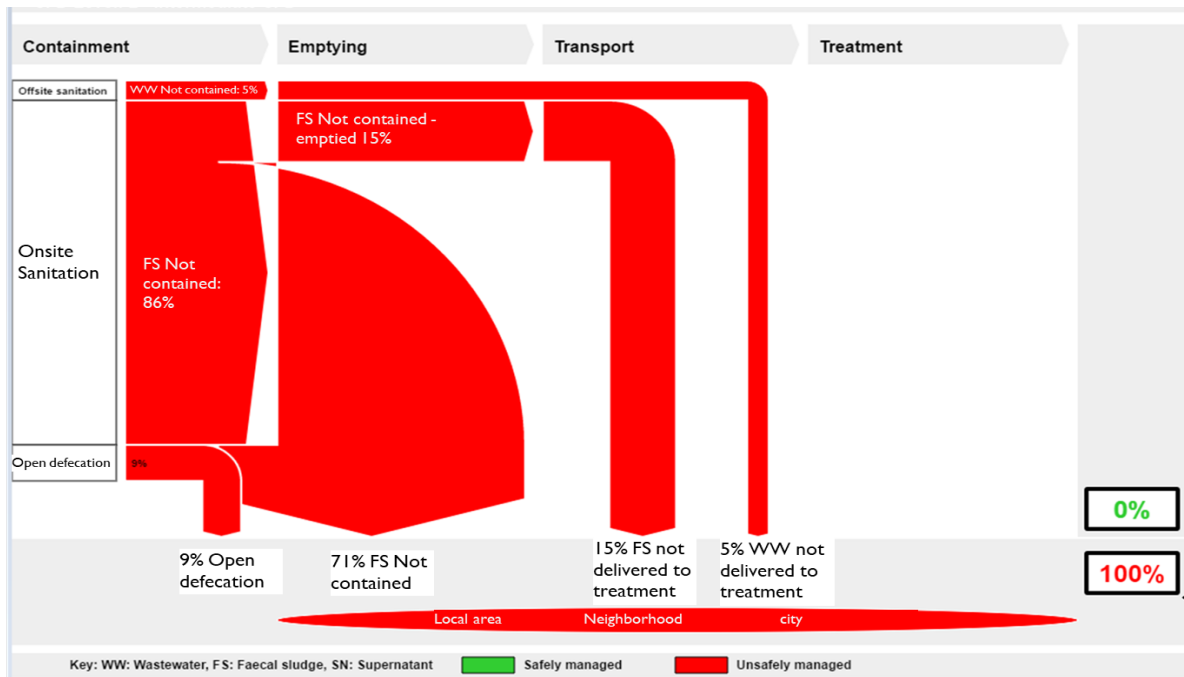 Containment
Emptying
Transport
Treatment
Offsite sanitation
WW Not contained: 5%
FS Not contained -
emptied 15%
Onsite
Sanitation
FS Not
contained:
86%
Open defecation
9%
0%
100%
9% Open
defecation
71% FS Not
contained
15% FS not
delivered to
treatment
5% WW not
delivered to
treatment
Local area
Neighborhood
city
Key: WW: Wastewater, FS: Faecal sludge, SN: Supernatant
Safely managed
Unsafely managed